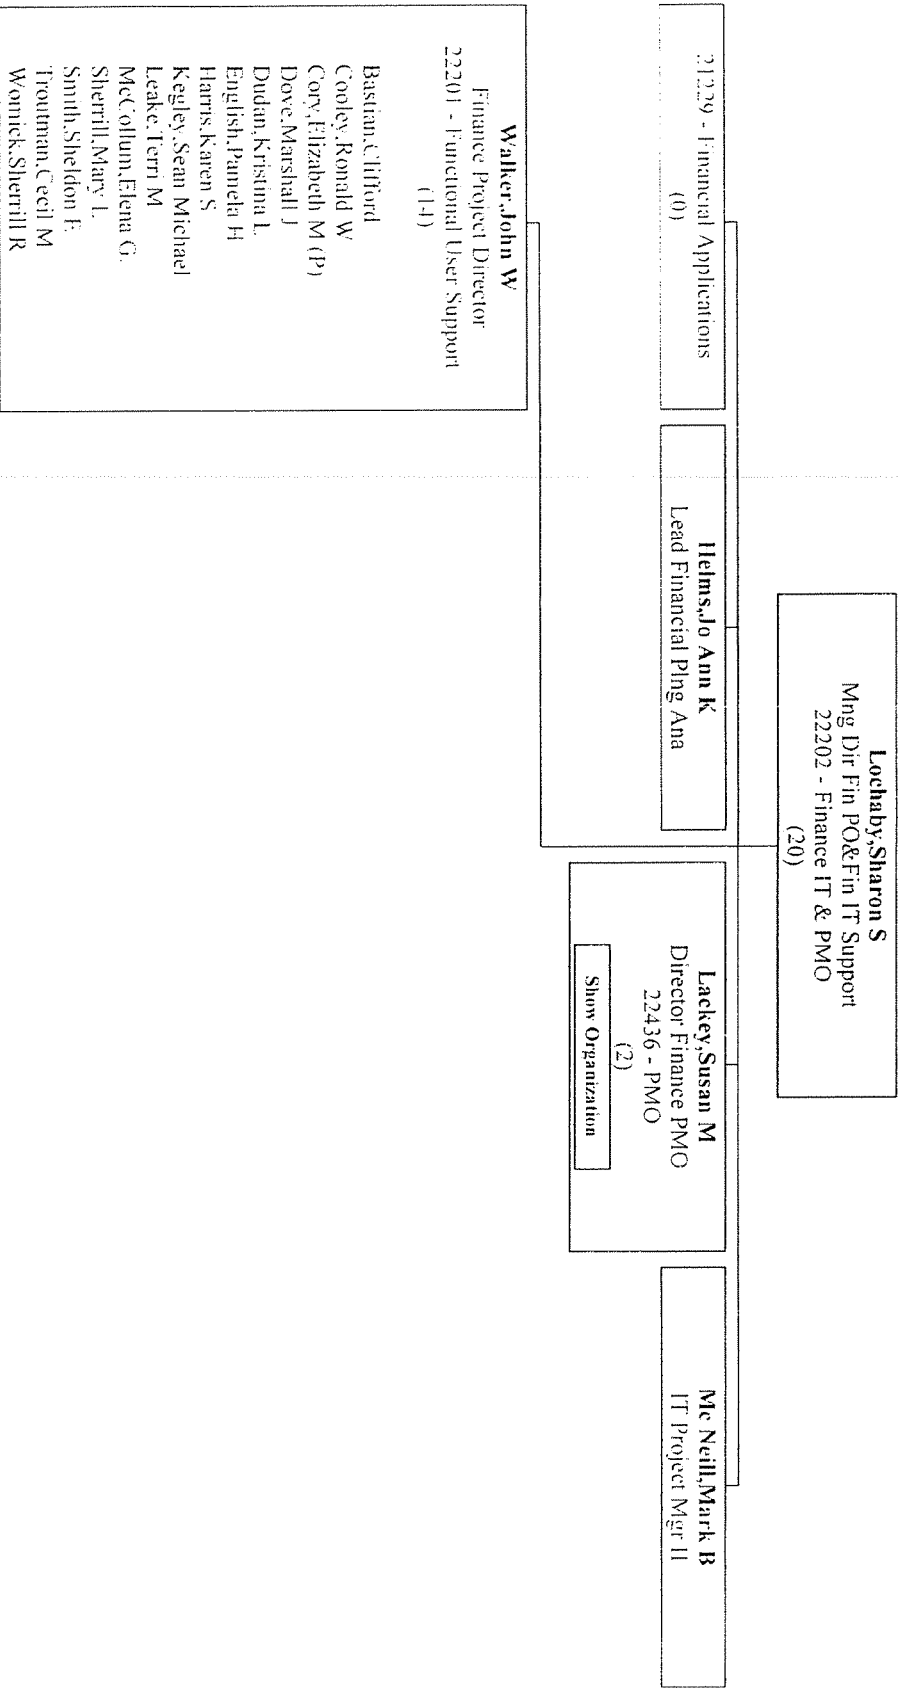 Lochaby,Sharon S
Mng Dir Fin PO&Fin IT Support
22202 - Finance IT & PMO
(20)
21229 - Financial Applications
(0)
Helms,Jo Ann K
Lead Financial Plng Ana
Lackey,Susan M
Director Finance PMO
22436 - PMO
(2)
Show Organization
Mc Neill,Mark B
IT Project Mgr II
Walker,John W
Finance Project Director
22201 - Functional User Support
(14)
Bastian,Clifford
Cooley,Ronald W
Cory,Elizabeth M (P)
Dove,Marshall J
Dudan,Kristina L
English,Pamela H
Harris,Karen S
Kegley,Sean Michael
Leake,Terri M
McCollum,Elena G.
Sherrill,Mary L
Smith,Sheldon E
Troutman,Cecil M
Womick,Sherrill R